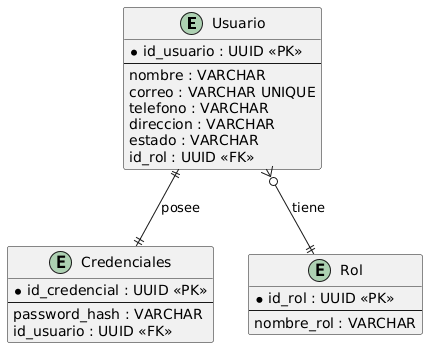 E Usuario
* id_usuario : UUID «PK»
nombre : VARCHAR
correo : VARCHAR UNIQUE
telefono : VARCHAR
direccion : VARCHAR
estado : VARCHAR
id_rol : UUID «FK»
posee
tiene
E Credenciales
* id_credencial : UUID «PK»
password_hash : VARCHAR
id_usuario : UUID «FK»
E Rol
* id_rol : UUID «PK»
nombre_rol : VARCHAR